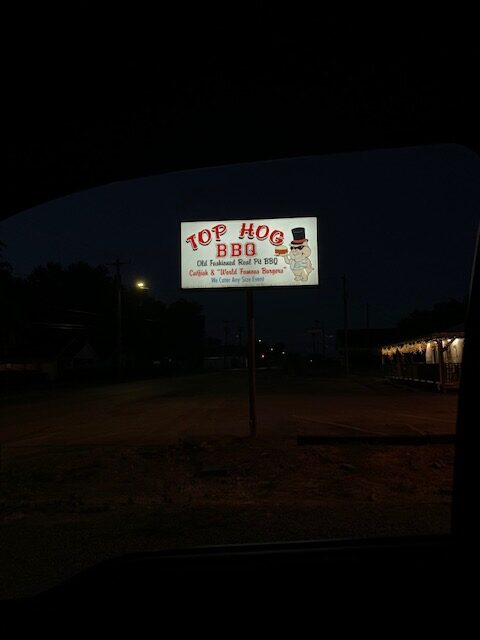 TOP HOG
BBQ
Old Fashioned Real Pit BBQ
Catfish & "World Famous Burgers"
We Cater Any Size Event